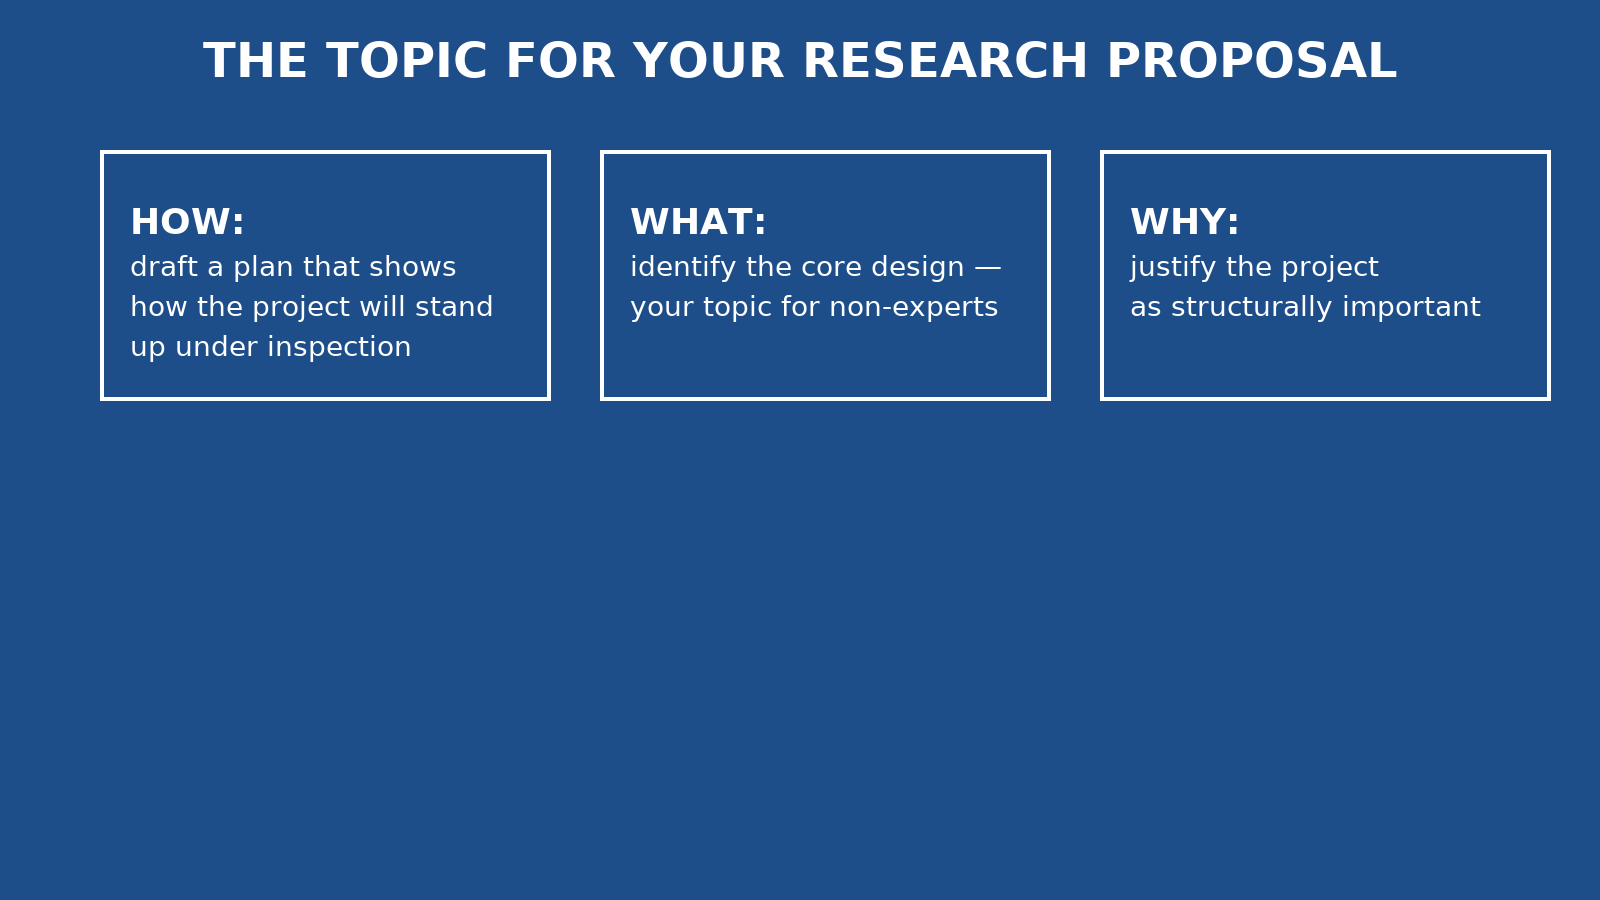 THE TOPIC FOR YOUR RESEARCH PROPOSAL
HOW:
draft a plan that shows
how the project will stand
up under inspection
WHAT:
identify the core design —
your topic for non-experts
WHY:
justify the project
as structurally important